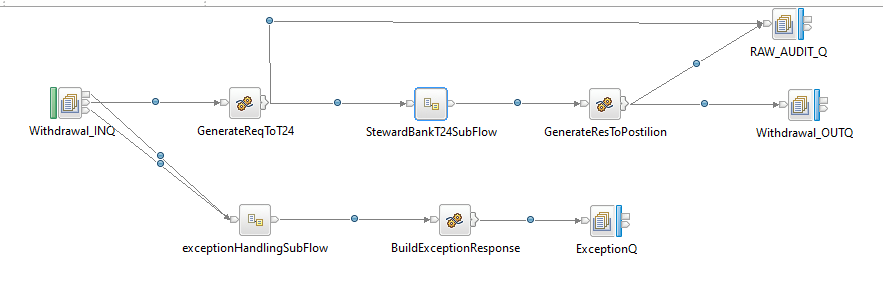 RAW_AUDIT_Q
Withdrawal_INQ
GenerateReqToT24
StewardBankT24SubFlow
GenerateResToPostilion
Withdrawal_OUTQ
exceptionHandlingSubFlow
BuildExceptionResponse
ExceptionQ